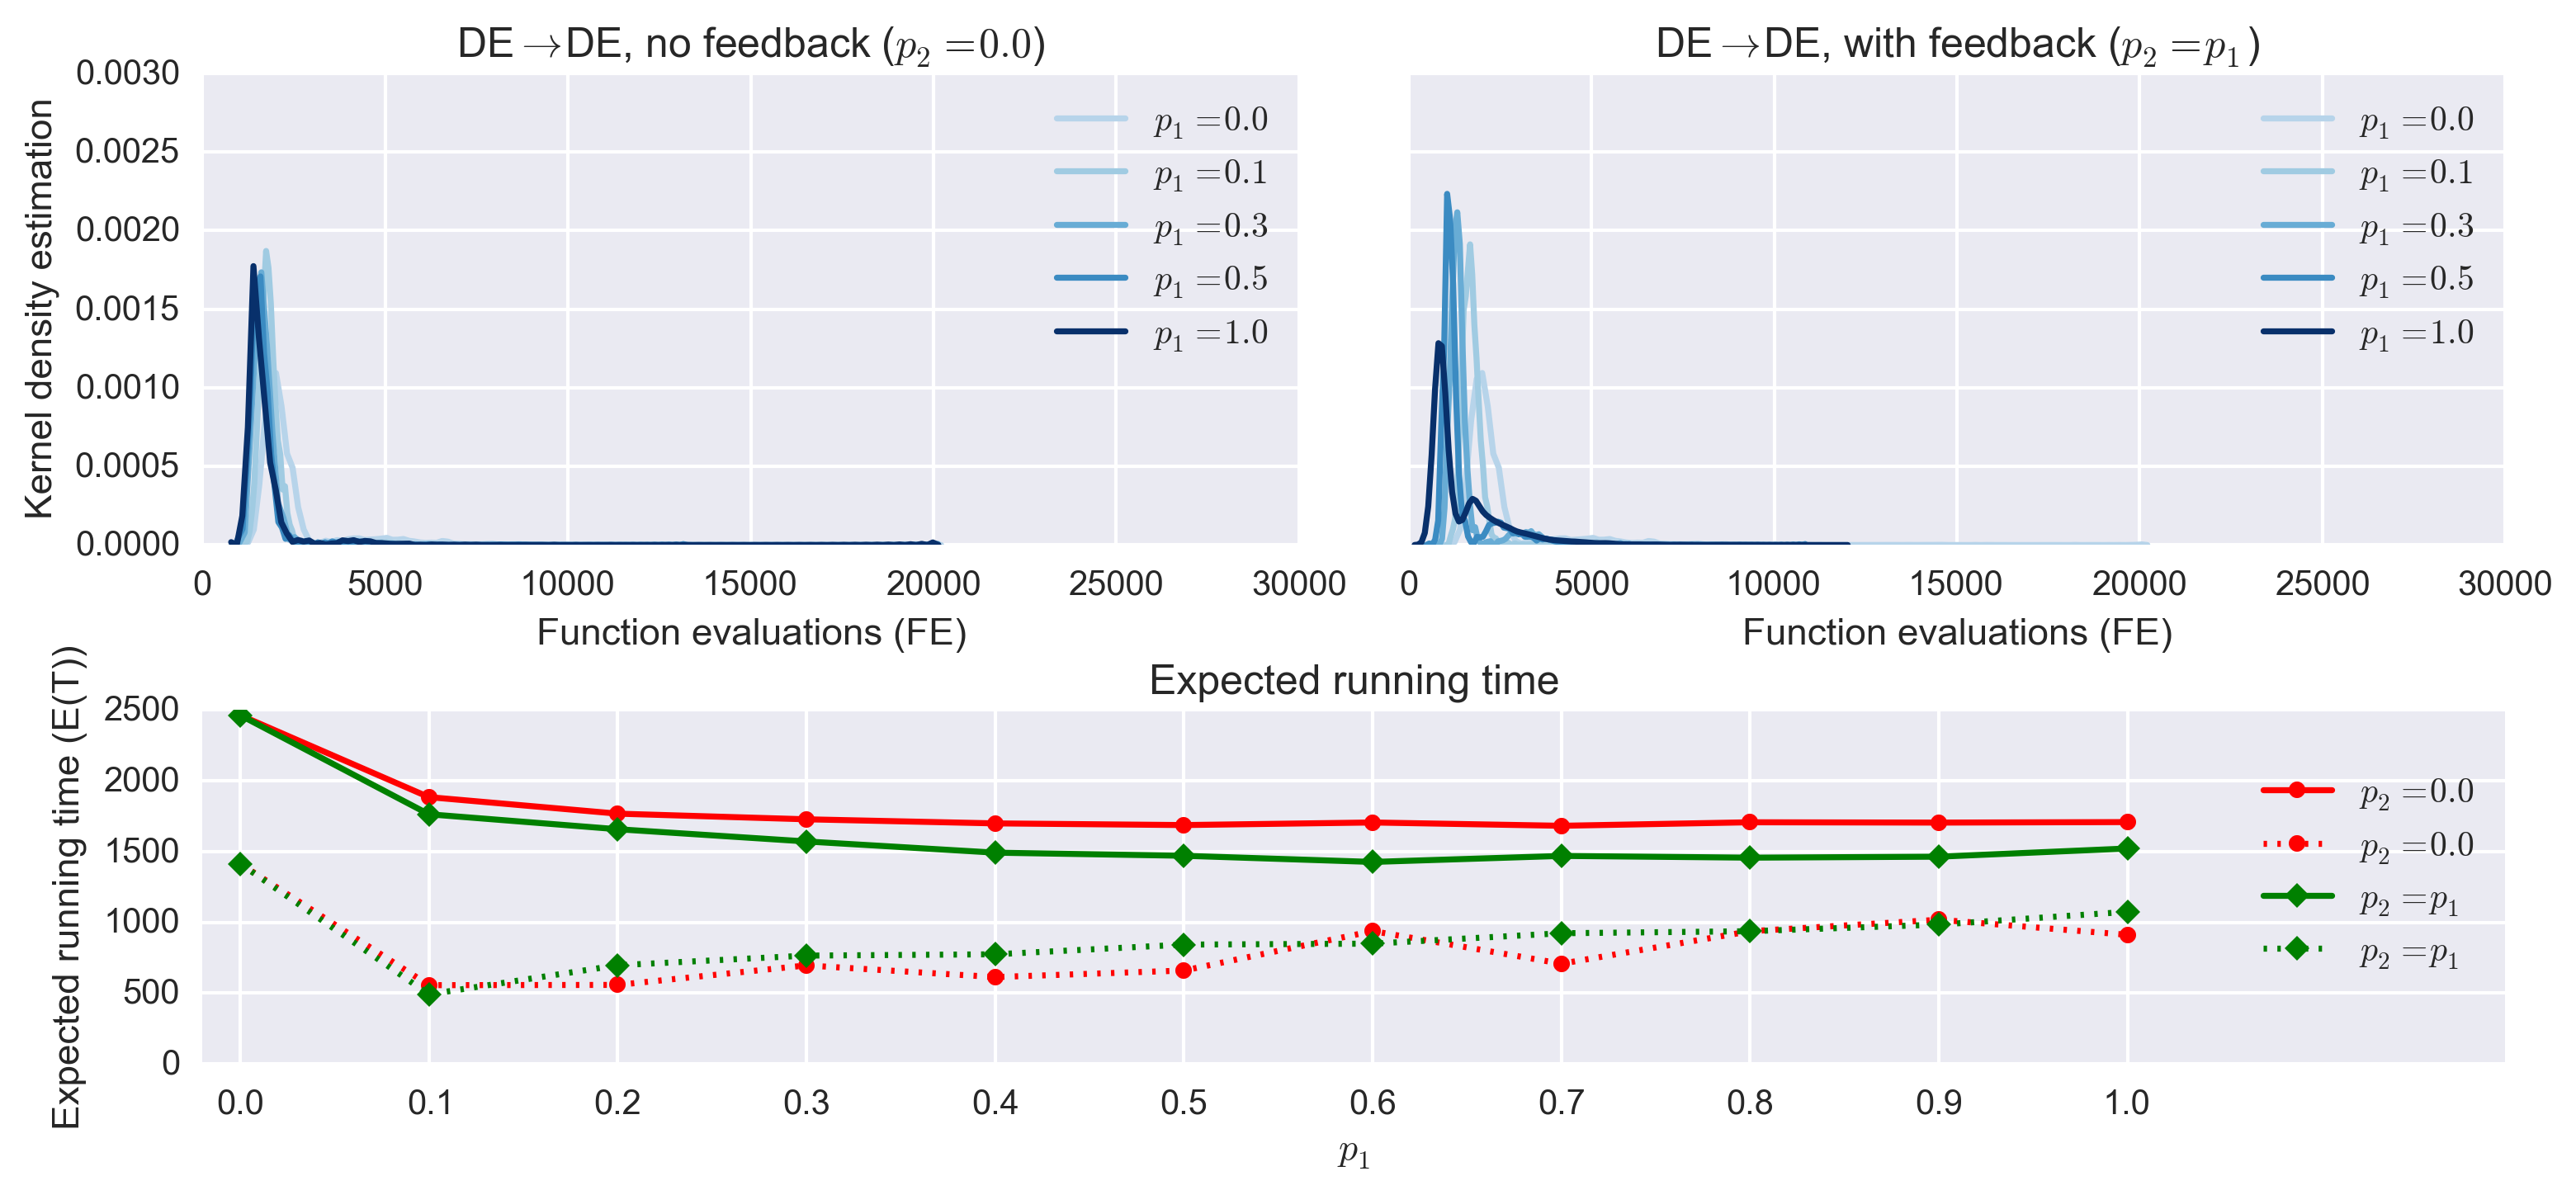 DE→DE, no feedback (p₂ =0.0)
Kernel density estimation
0.0030
0.0025
0.0020
0.0015
0.0010
0.0005
0.0000
p₁ =0.0
p₁ =0.1
p₁ =0.3
p₁ =0.5
p₁ =1.0
0 5000 10000 15000 20000 25000 30000
Function evaluations (FE)
DE→DE, with feedback (p₂ =p₁)
p₁ =0.0
p₁ =0.1
p₁ =0.3
p₁ =0.5
p₁ =1.0
0 5000 10000 15000 20000 25000 30000
Function evaluations (FE)
Expected running time
Expected running time (E(T))
2500
2000
1500
1000
500
0
p₂ =0.0
p₂ =0.0
p₂ =p₁
p₂ =p₁
0.0 0.1 0.2 0.3 0.4 0.5 0.6 0.7 0.8 0.9 1.0
p₁